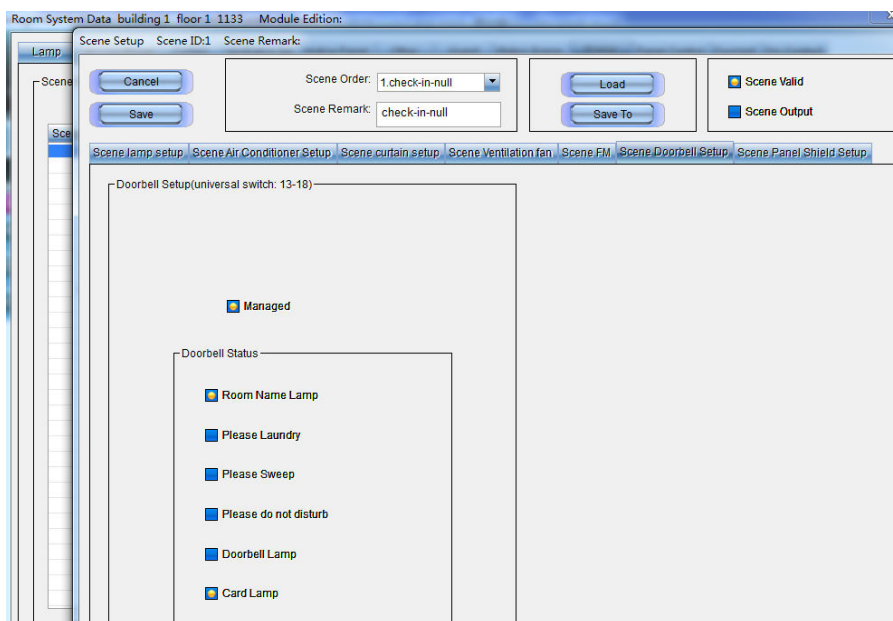 Room System Data building 1 floor 1 1133 Module Edition:
Scene Setup Scene ID:1 Scene Remark:
Lamp
Scene
Cancel
Scene Order: 1.check-in-null
Load
Scene Valid
Save
Scene Remark: check-in-null
Save To
Scene Output
Sce
Scene lamp setup Scene Air Conditioner Setup Scene curtain setup Scene Ventilation fan Scene FM Scene Doorbell Setup Scene Panel Shield Setup
Doorbell Setup(universal switch: 13-18)
Managed
Doorbell Status
Room Name Lamp
Please Laundry
Please Sweep
Please do not disturb
Doorbell Lamp
Card Lamp